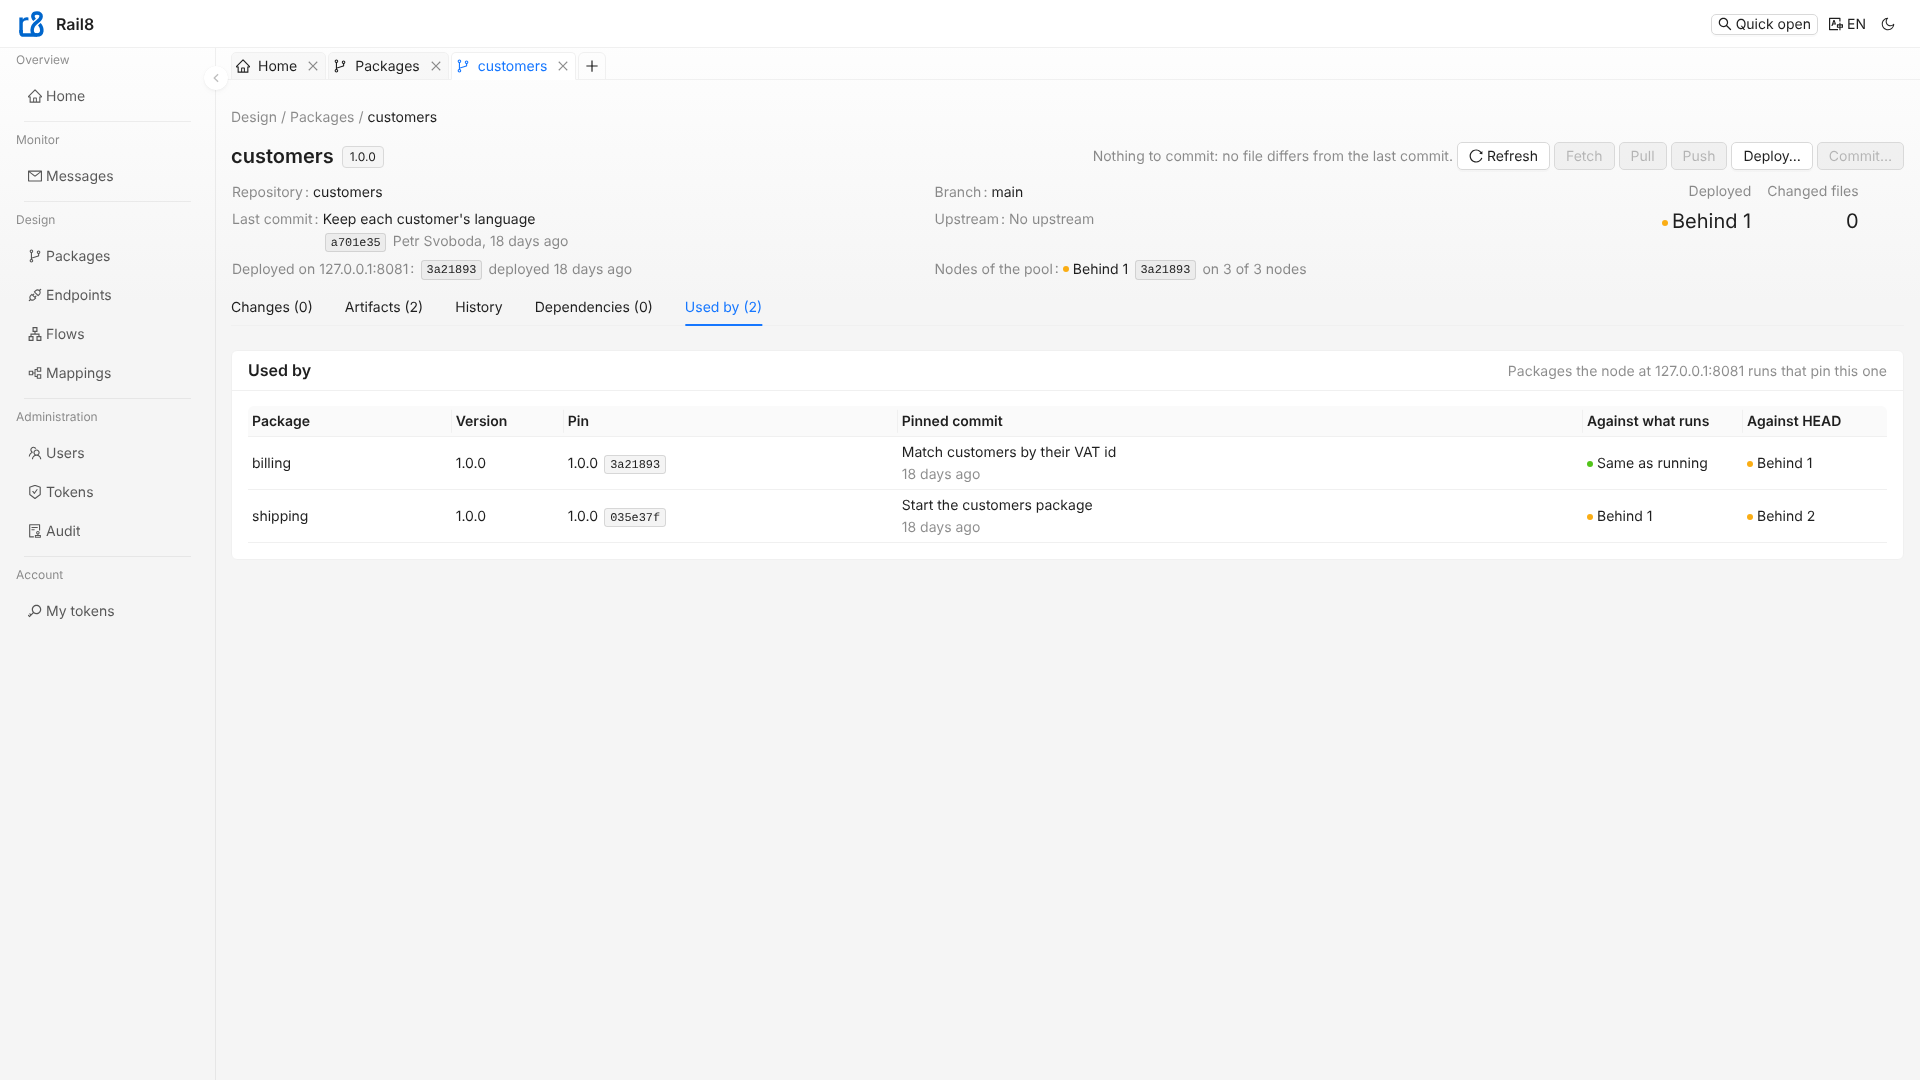 Rail8
Quick open
EN
Overview
Home
Monitor
Messages
Design
Packages
Endpoints
Flows
Mappings
Administration
Users
Tokens
Audit
Account
My tokens
Home
Packages
customers
Design / Packages / customers
customers 1.0.0
Nothing to commit: no file differs from the last commit.
Refresh
Fetch
Pull
Push
Deploy...
Commit...
Repository: customers
Branch: main
Last commit: Keep each customer's language
a701e35 Petr Svoboda, 18 days ago
Upstream: No upstream
Deployed
Behind 1
Changed files
0
Deployed on 127.0.0.1:8081: 3a21893 deployed 18 days ago
Nodes of the pool: Behind 1 3a21893 on 3 of 3 nodes
Changes (0)
Artifacts (2)
History
Dependencies (0)
Used by (2)
Used by
Packages the node at 127.0.0.1:8081 runs that pin this one
Package Version Pin Pinned commit Against what runs Against HEAD
billing 1.0.0 1.0.0 3a21893 Match customers by their VAT id
18 days ago
Same as running Behind 1
shipping 1.0.0 1.0.0 035e37f Start the customers package
18 days ago
Behind 1 Behind 2